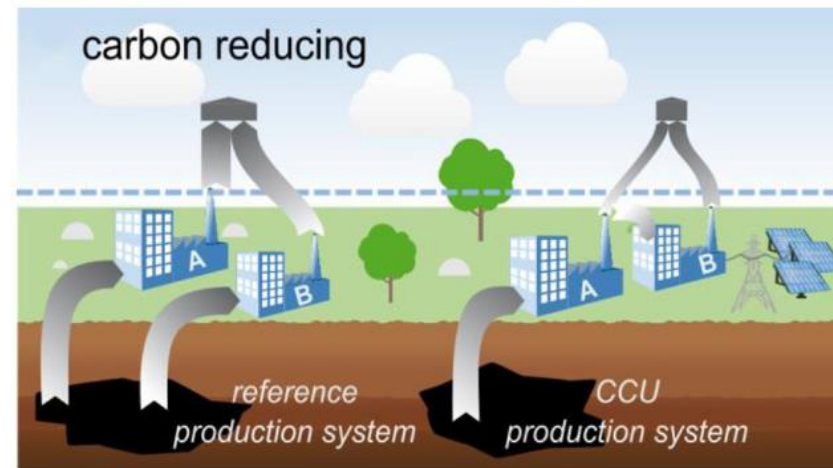 carbon reducing
A
B
A
B
reference
production system
CCU
production system